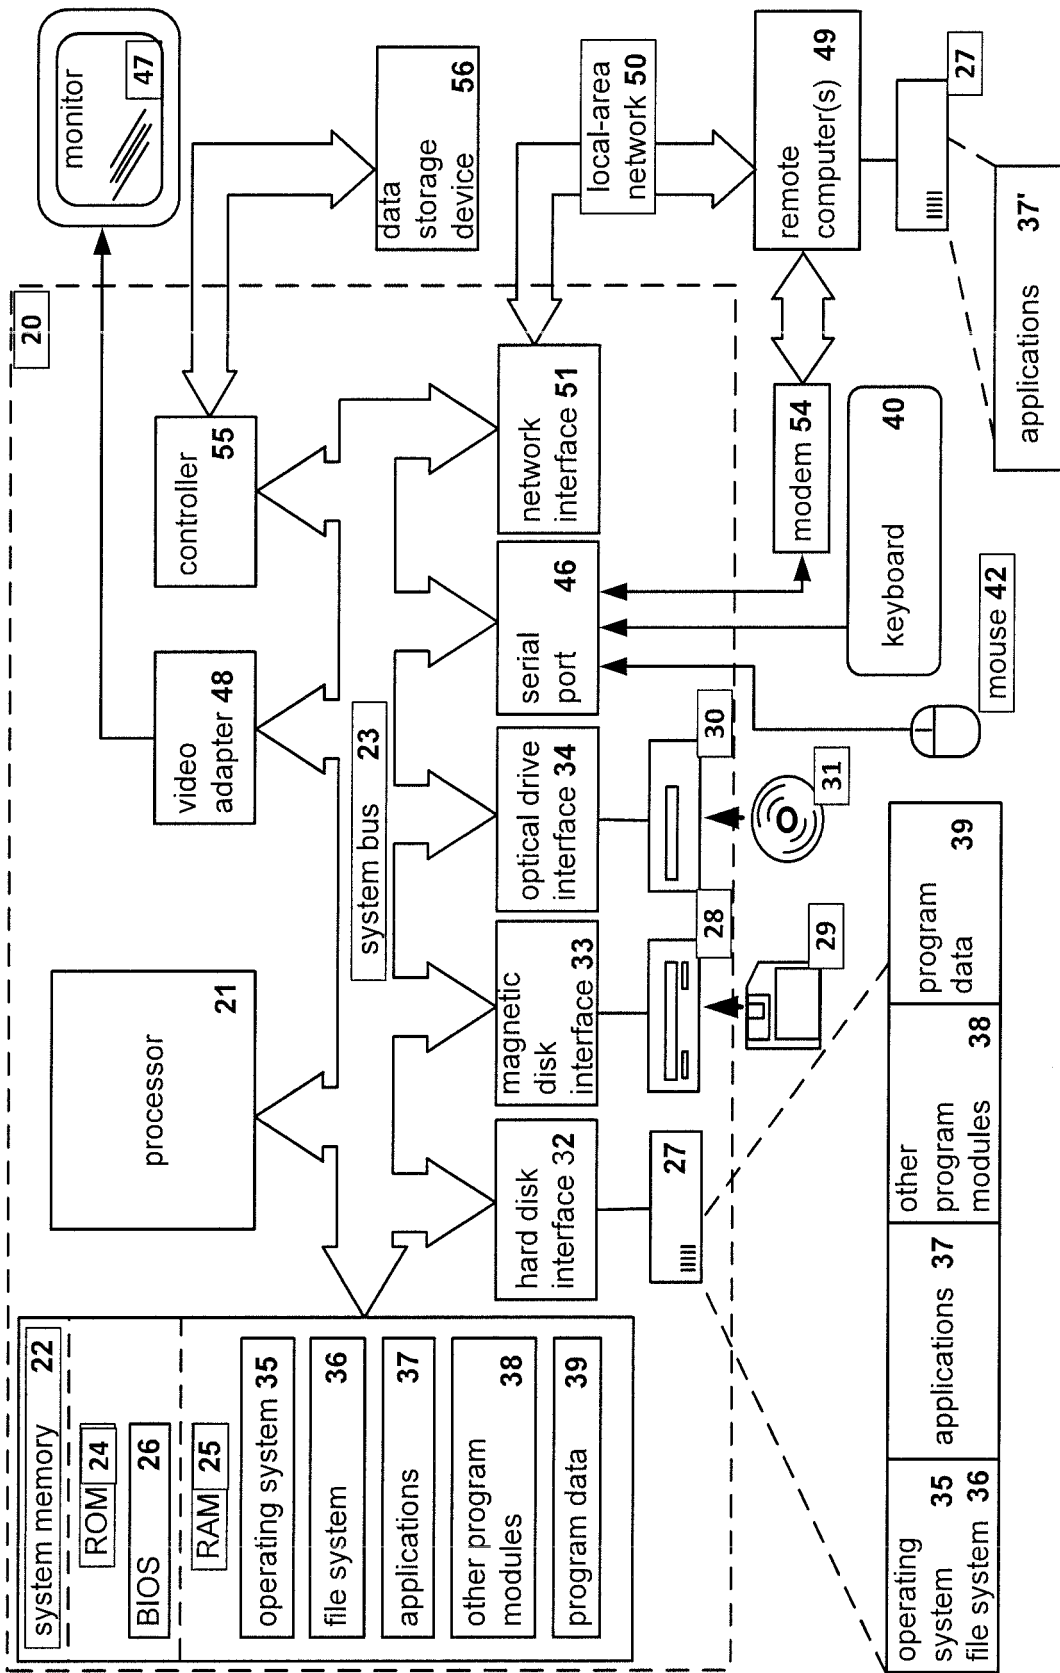 20
system memory 22
ROM 24
BIOS 26
RAM 25
operating system 35
file system 36
applications 37
other program
modules 38
program data 39
processor
21
video
adapter 48
controller
55
monitor
47
system bus 23
data
storage
device
56
hard disk
interface 32
magnetic
disk
interface 33
optical drive
interface 34
serial
port
46
network
interface 51
local-area
network 50
27
28
30
29
31
modem 54
remote
computer(s)
49
27
keyboard
40
mouse 42
applications 37'
operating
system 35
file system 36
applications 37
other
program
modules
38
program
data
39